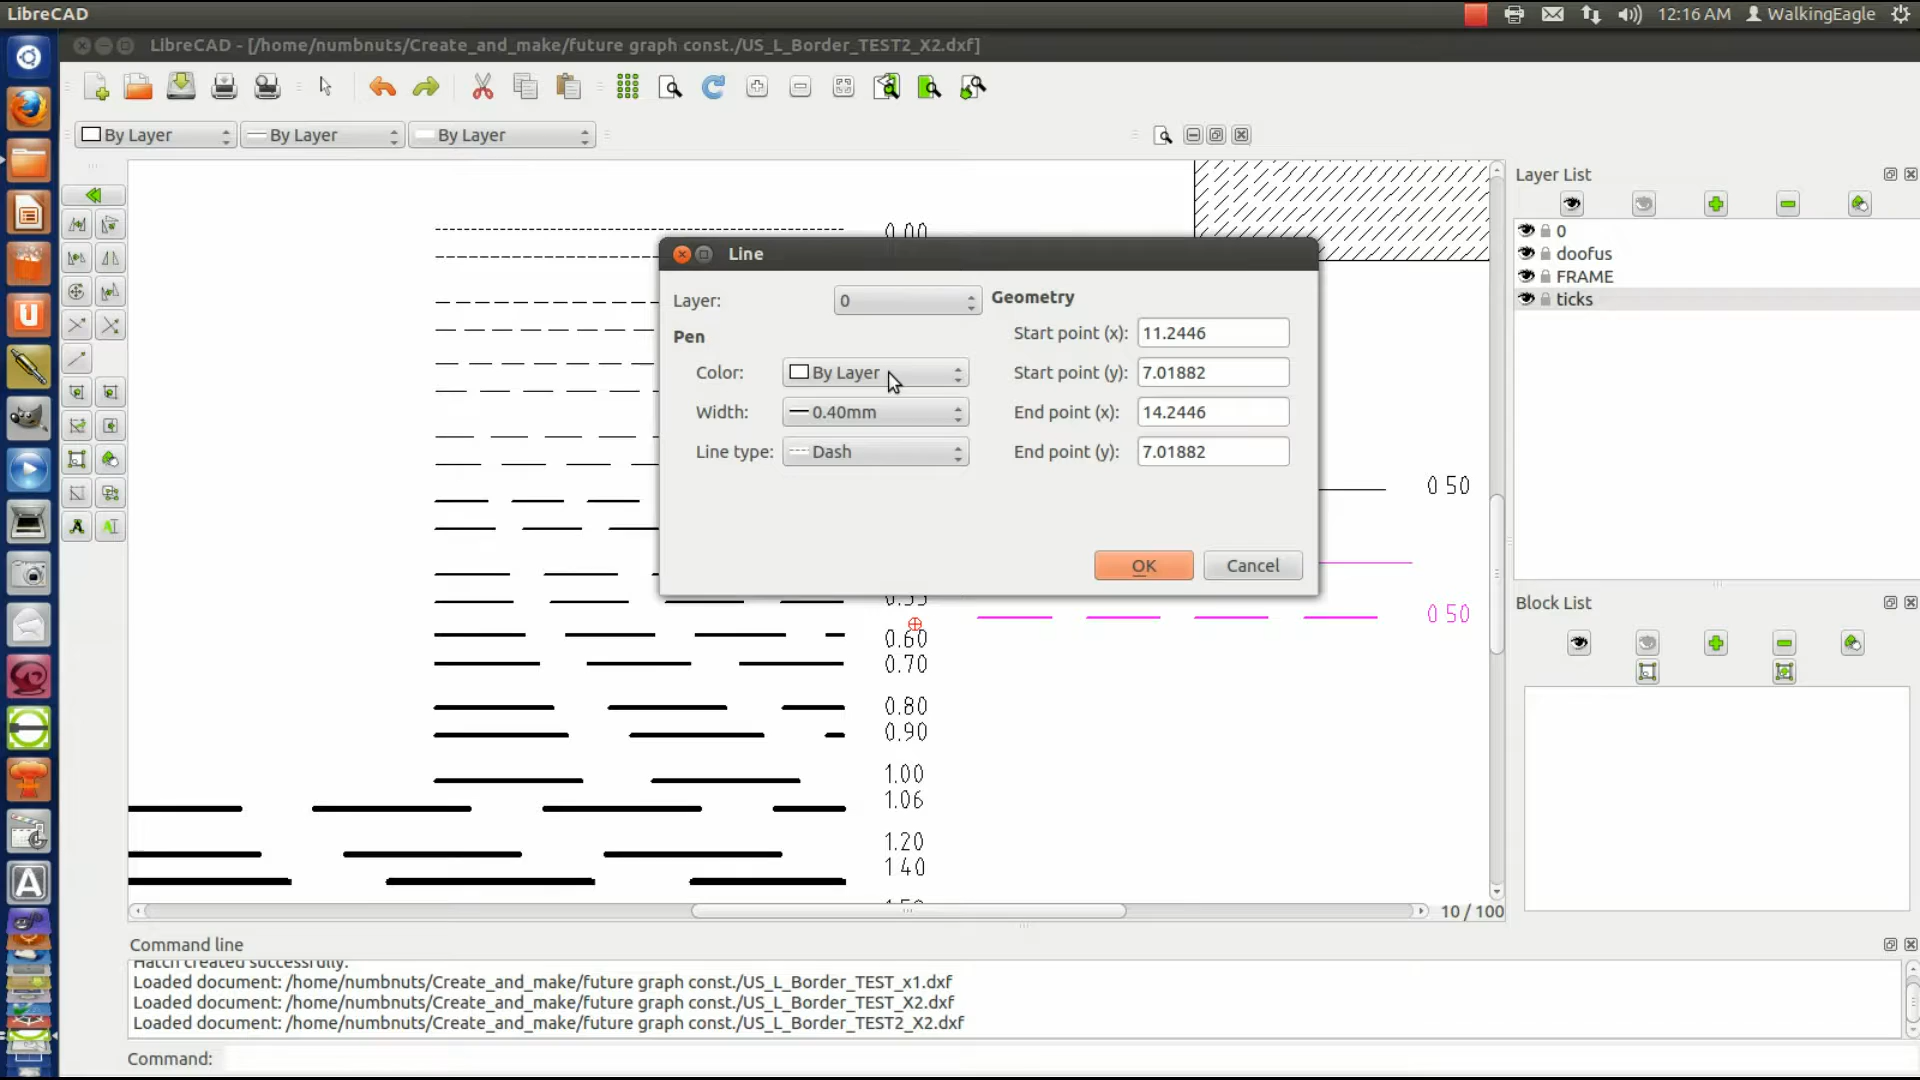 LibreCAD
12:16 AM WalkingEagle
LibreCAD - [/home/numbnuts/Create_and_make/future graph const./US_L_Border_TEST2_X2.dxf]
By Layer By Layer By Layer
Layer List
0
doofus
FRAME
ticks
0.00
Line
Layer: 0
Pen
Color: By Layer
Width: 0.40mm
Line type: Dash
Geometry
Start point (x): 11.2446
Start point (y): 7.01882
End point (x): 14.2446
End point (y): 7.01882
OK Cancel
0 50
0 50
0.60
0.70
0.80
0.90
1.00
1.06
1.20
1 40
Block List
10 / 100
Command line
Hatch created successfully.
Loaded document: /home/numbnuts/Create_and_make/future graph const./US_L_Border_TEST_x1.dxf
Loaded document: /home/numbnuts/Create_and_make/future graph const./US_L_Border_TEST_X2.dxf
Loaded document: /home/numbnuts/Create_and_make/future graph const./US_L_Border_TEST2_X2.dxf
Command: